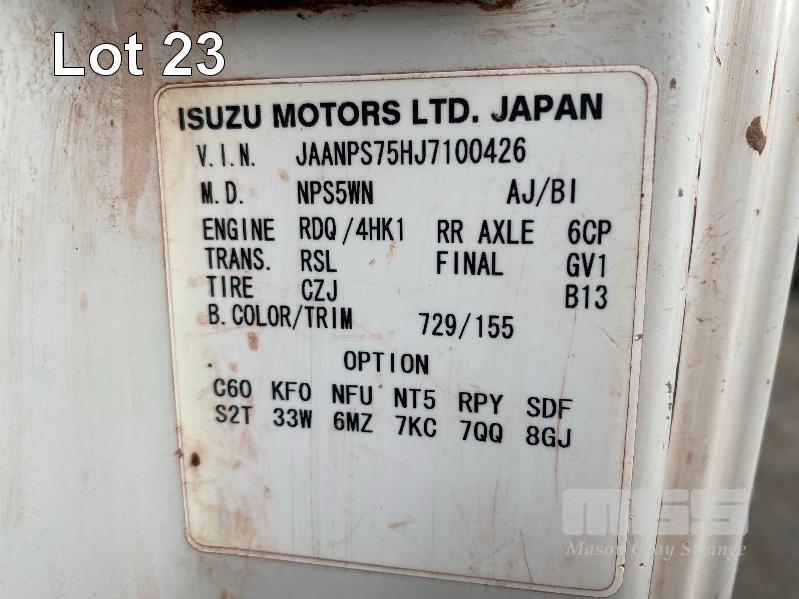 Lot 23
ISUZU MOTORS LTD. JAPAN
V.I.N. JAANPS75HJ7100426
M.D. NPS5WN AJ/BI
ENGINE RDQ/4HK1 RR AXLE 6CP
TRANS. RSL FINAL GV1
TIRE CZJ B13
B.COLOR/TRIM 729/155
OPTION
C60 KF0 NFU NT5 RPY SDF
S2T 33W 6MZ 7KC 7QQ 8GJ
MGS
Mason Gray Strange